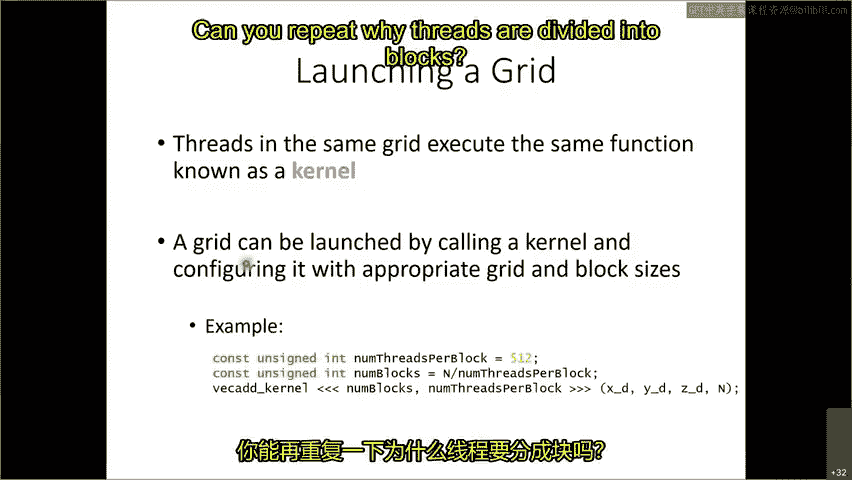 Can you repeat why threads are divided into
blocks?
Launching a Grid
• Threads in the same grid execute the same function
known as a kernel
• A grid can be launched by calling a kernel and
configuring it with appropriate grid and block sizes
• Example:
const unsigned int numThreadsPerBlock = 512;
const unsigned int numBlocks = N/numThreadsPerBlock;
vecadd_kernel <<< numBlocks, numThreadsPerBlock >>> (x_d, y_d, z_d, N);
你能再重复一下为什么线程要分成块吗?
+32